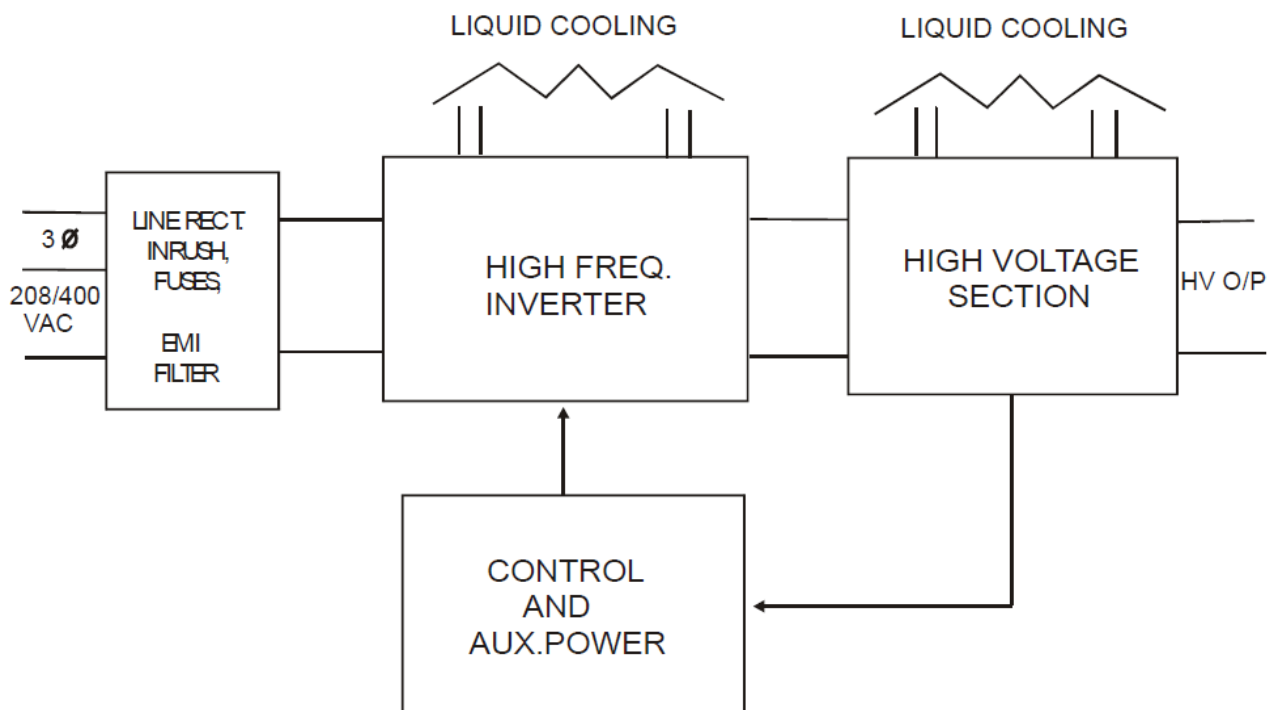 LIQUID COOLING
LIQUID COOLING
3 Ø
208/400
VAC
LINE RECT.
INRUSH,
FUSES,
EMI
FILTER
HIGH FREQ.
INVERTER
HIGH VOLTAGE
SECTION
HV O/P
CONTROL
AND
AUX.POWER